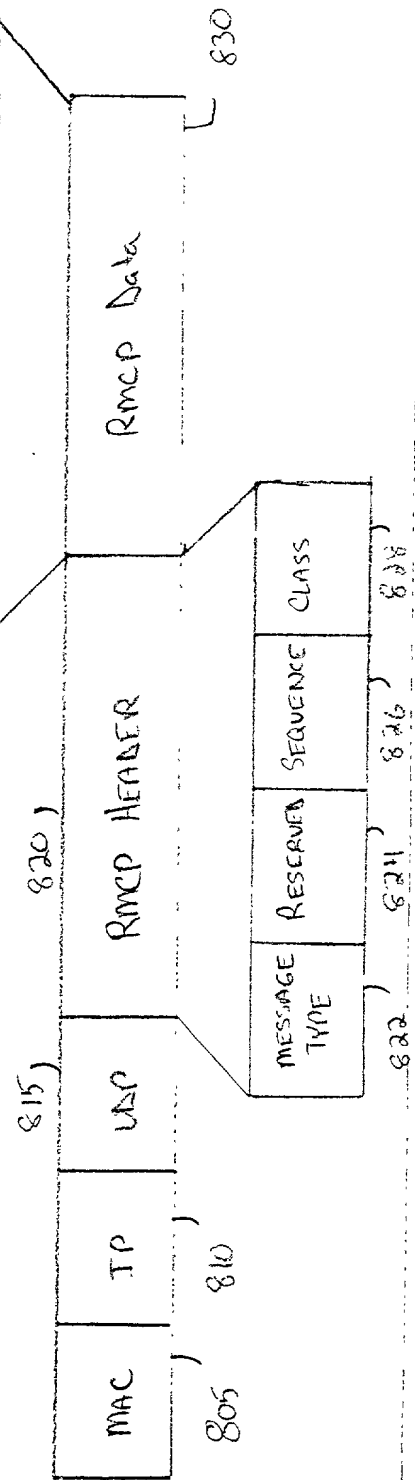 830
820
815
MAC
IP
UDP
RMCP HEADER
RMCP Data
805
810
MESSAGE TYPE
RESERVED
SEQUENCE
CLASS
822
824
826
828